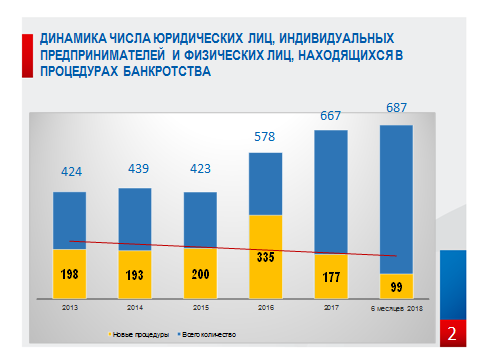 ДИНАМИКА ЧИСЛА ЮРИДИЧЕСКИХ ЛИЦ, ИНДИВИДУАЛЬНЫХ
ПРЕДПРИНИМАТЕЛЕЙ И ФИЗИЧЕСКИХ ЛИЦ, НАХОДЯЩИХСЯ В
ПРОЦЕДУРАХ БАНКРОТСТВА
424 439 423 578 667 687
198 193 200 335 177 99
2013 2014 2015 2016 2017 6 месяцев 2018
Новые процедуры Всего количество
2